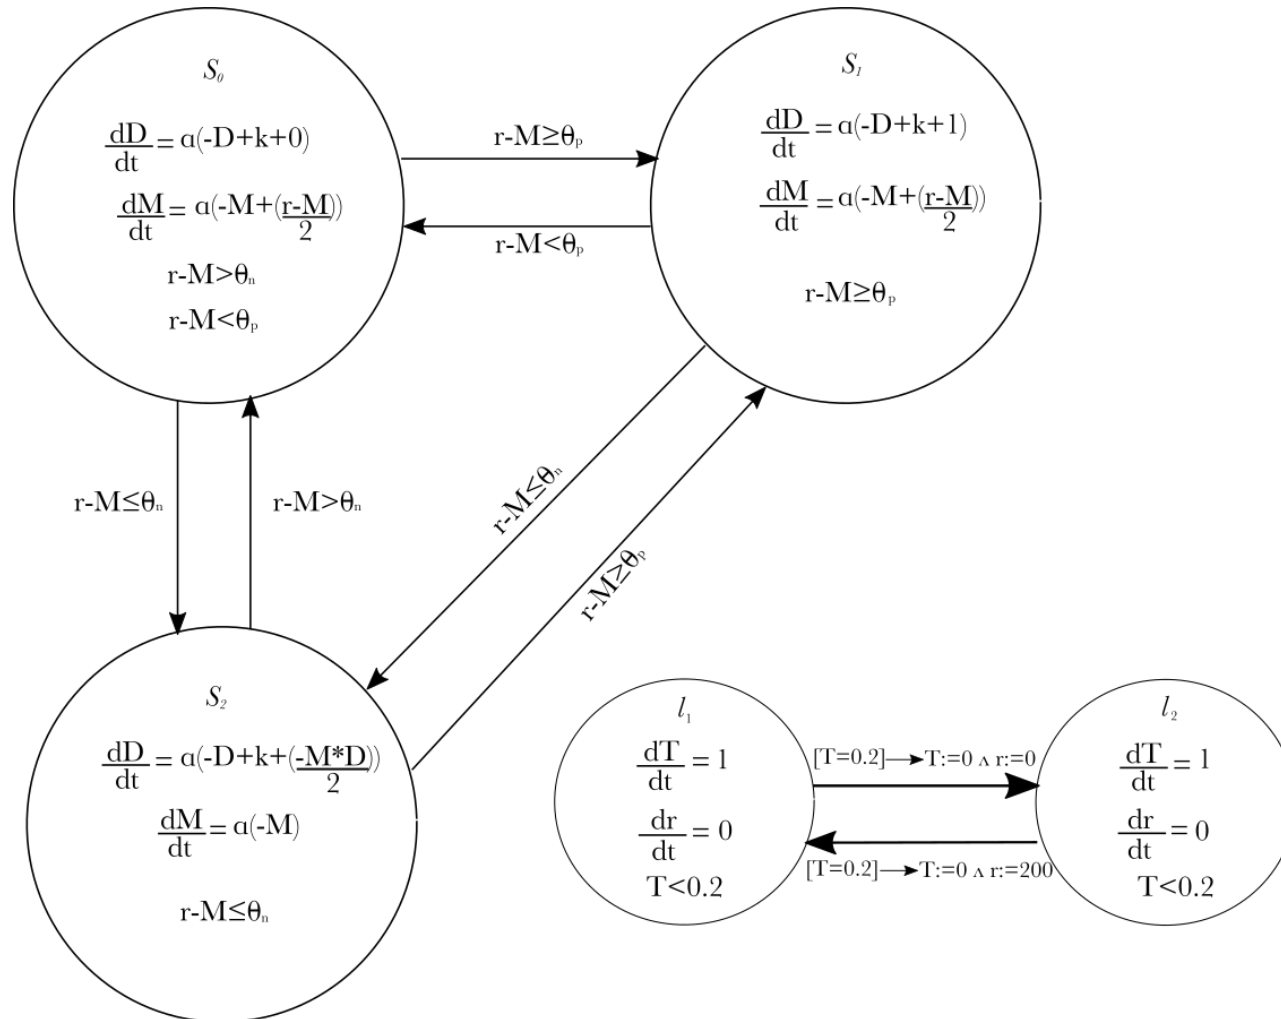 S₀
dD/dt = α(-D+k+0)
dM/dt = α(-M+(r-M/2))
r-M>θₙ
r-M<θₚ
r-M≥θₚ
r-M<θₚ
S₁
dD/dt = α(-D+k+1)
dM/dt = α(-M+(r-M/2))
r-M≥θₚ
r-M≤θₙ
r-M>θₙ
r-M≤θₙ
r-M≥θₚ
S₂
dD/dt = α(-D+k+(-M*D/2))
dM/dt = α(-M)
r-M≤θₙ
l₁
dT/dt = 1
dr/dt = 0
T<0.2
[T=0.2]→T:=0 ∧ r:=0
[T=0.2]→T:=0 ∧ r:=200
l₂
dT/dt = 1
dr/dt = 0
T<0.2